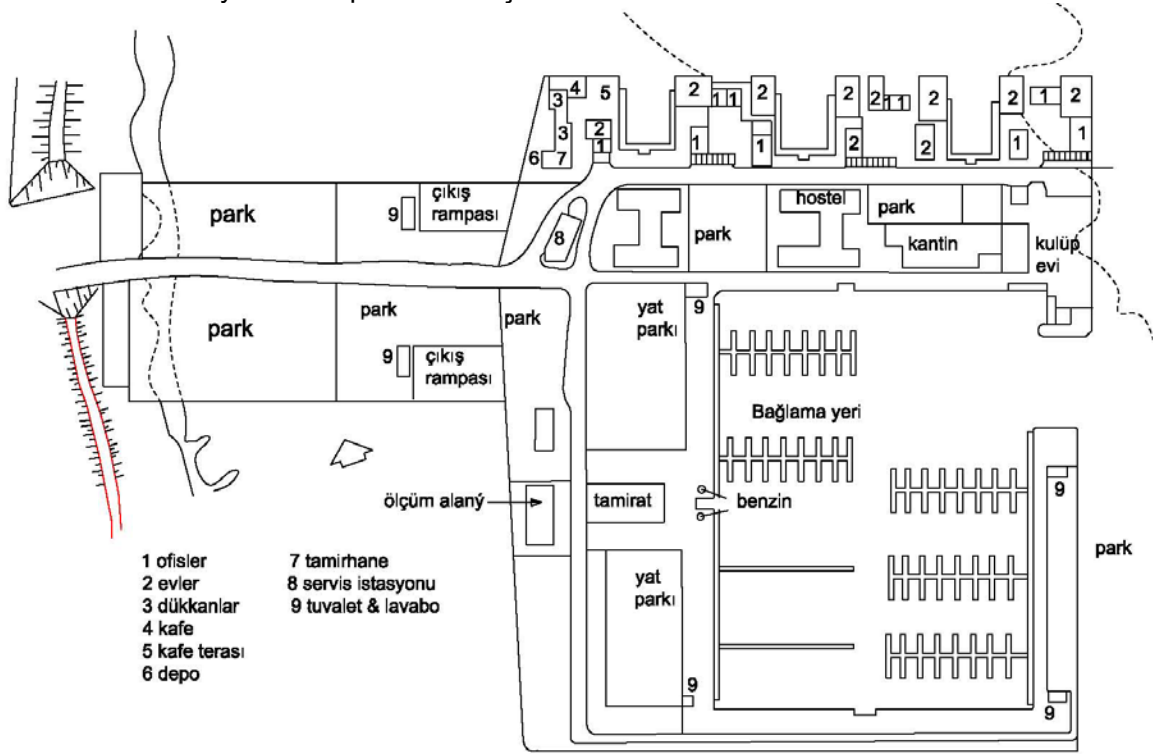 4
2
2
2
2
2
2
2
3
5
1
1
1
1
1
3
2
1
1
2
2
1
1
6
7
1
park
9
çıkış
rampası
8
park
hostel
park
kantin
kulüp
evi
park
park
9
çıkış
rampası
park
yat
parkı
9
Bağlama yeri
ölçüm alaný
tamirat
benzin
9
park
yat
parkı
9
9
1 ofisler
2 evler
3 dükkanlar
4 kafe
5 kafe terası
6 depo
7 tamirhane
8 servis istasyonu
9 tuvalet & lavabo